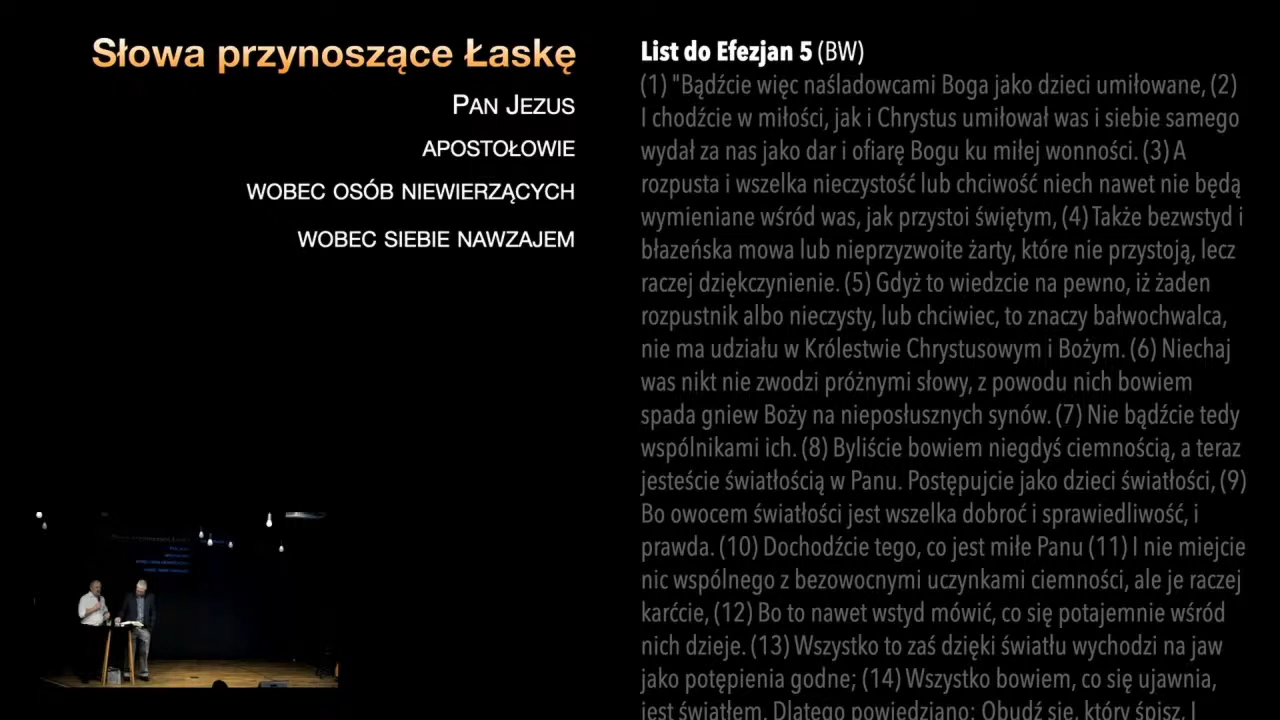 Słowa przynoszące Łaskę
PAN JEZUS
APOSTOŁOWIE
WOBEC OSÓB NIEWIERZĄCYCH
WOBEC SIEBIE NAWZAJEM
List do Efezjan 5 (BW)
(1) "Bądźcie więc naśladowcami Boga jako dzieci umiłowane, (2)
I chodźcie w miłości, jak i Chrystus umiłował was i siebie samego
wydał za nas jako dar i ofiarę Bogu ku miłej wonności. (3) A
rozpusta i wszelka nieczystość lub chciwość niech nawet nie będą
wymieniane wśród was, jak przystoi świętym, (4) Także bezwstyd i
błazeńska mowa lub nieprzyzwoite żarty, które nie przystoją, lecz
raczej dziękczynienie. (5) Gdyż to wiedzcie na pewno, iż żaden
rozpustnik albo nieczysty, lub chciwiec, to znaczy bałwochwalca,
nie ma udziału w Królestwie Chrystusowym i Bożym. (6) Niechaj
was nikt nie zwodzi próżnymi słowy, z powodu nich bowiem
spada gniew Boży na nieposłusznych synów. (7) Nie bądźcie tedy
wspólnikami ich. (8) Byliście bowiem niegdyś ciemnością, a teraz
jesteście światłością w Panu. Postępujcie jako dzieci światłości, (9)
Bo owocem światłości jest wszelka dobroć i sprawiedliwość, i
prawda. (10) Dochodźcie tego, co jest miłe Panu (11) I nie miejcie
nic wspólnego z bezowocnymi uczynkami ciemności, ale je raczej
karćcie, (12) Bo to nawet wstyd mówić, co się potajemnie wśród
nich dzieje. (13) Wszystko to zaś dzięki światłu wychodzi na jaw
jako potępienia godne; (14) Wszystko bowiem, co się ujawnia,
jest światłem. Dlatego powiedziano: Obudź się, który śpisz, I